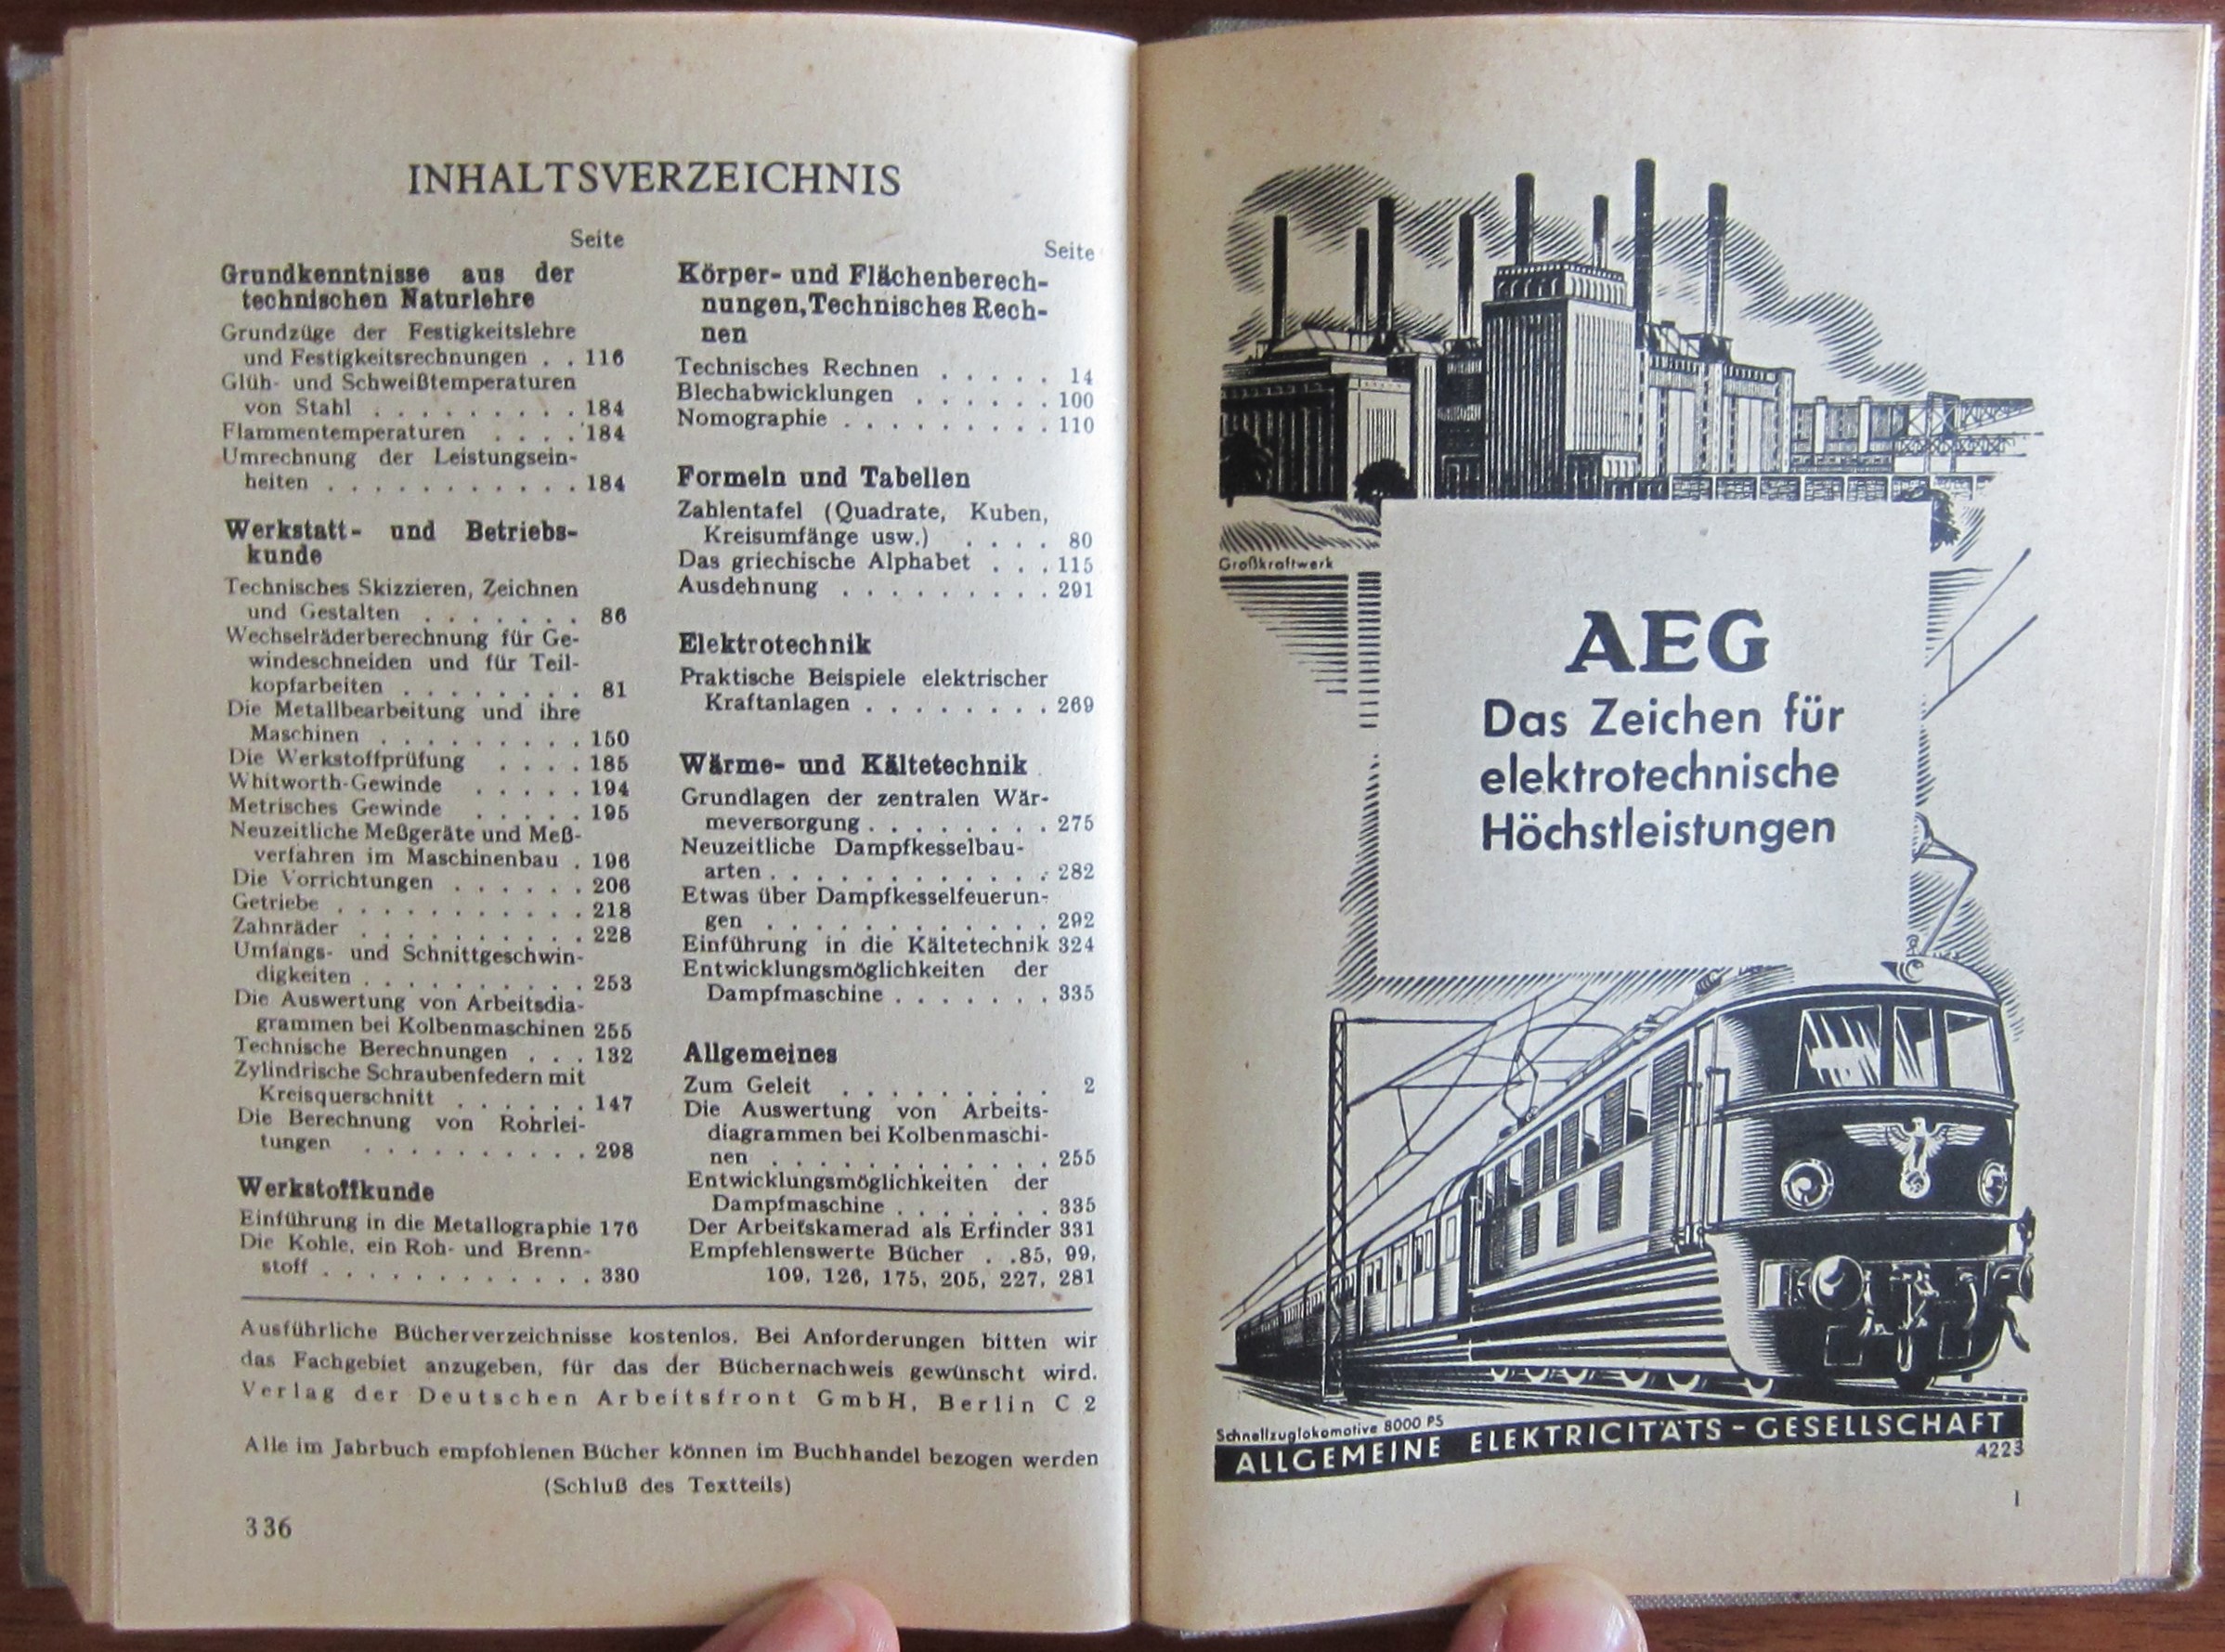 INHALTSVERZEICHNIS
Seite
Grundkenntnisse aus der
technischen Naturlehre
Grundzüge der Festigkeitslehre
und Festigkeitsrechnungen . . 116
Glüh- und Schweißtemperaturen
von Stahl . . . . . . . . . 184
Flammentemperaturen . . . . 184
Umrechnung der Leistungsein-
heiten . . . . . . . . . . . 184
Werkstatt- und Betriebs-
kunde
Technisches Skizzieren, Zeichnen
und Gestalten . . . . . . . 86
Wechselräderberechnung für Ge-
windeschneiden und für Teil-
kopfarbeiten . . . . . . . . 81
Die Metallbearbeitung und ihre
Maschinen . . . . . . . . . 150
Die Werkstoffprüfung . . . . 185
Whitworth-Gewinde . . . . . 194
Metrisches Gewinde . . . . . 195
Neuzeitliche Meßgeräte und Meß-
verfahren im Maschinenbau . 196
Die Vorrichtungen . . . . . . 206
Getriebe . . . . . . . . . . . 218
Zahnräder . . . . . . . . . . 228
Umfangs- und Schnittgeschwin-
digkeiten . . . . . . . . . . 253
Die Auswertung von Arbeitsdia-
grammen bei Kolbenmaschinen 255
Technische Berechnungen . . . 132
Zylindrische Schraubenfedern mit
Kreisquerschnitt . . . . . . 147
Die Berechnung von Rohrlei-
tungen . . . . . . . . . . 298
Werkstoffkunde
Einführung in die Metallographie 176
Die Kohle, ein Roh- und Brenn-
stoff . . . . . . . . . . . . 330
Seite
Körper- und Flächenberech-
nungen, Technisches Rech-
nen
Technisches Rechnen . . . . . 14
Blechabwicklungen . . . . . . 100
Nomographie . . . . . . . . . 110
Formeln und Tabellen
Zahlentafel (Quadrate, Kuben,
Kreisumfänge usw.) . . . . 80
Das griechische Alphabet . . . 115
Ausdehnung . . . . . . . . . 291
Elektrotechnik
Praktische Beispiele elektrischer
Kraftanlagen . . . . . . . . 269
Wärme- und Kältetechnik
Grundlagen der zentralen Wär-
meversorgung . . . . . . . . 275
Neuzeitliche Dampfkesselbau-
arten . . . . . . . . . . . . 282
Etwas über Dampfkesselfeuerun-
gen . . . . . . . . . . . . 292
Einführung in die Kältetechnik 324
Entwicklungsmöglichkeiten der
Dampfmaschine . . . . . . . 335
Allgemeines
Zum Geleit . . . . . . . . . 2
Die Auswertung von Arbeits-
diagrammen bei Kolbenmaschi-
nen . . . . . . . . . . . . 255
Entwicklungsmöglichkeiten der
Dampfmaschine . . . . . . . 335
Der Arbeitskamerad als Erfinder 331
Empfehlenswerte Bücher . . 85, 99,
109, 126, 175, 205, 227, 281
Ausführliche Bücherverzeichnisse kostenlos. Bei Anforderungen bitten wir
das Fachgebiet anzugeben, für das der Büchernachweis gewünscht wird.
Verlag der Deutschen Arbeitsfront GmbH, Berlin C 2
Alle im Jahrbuch empfohlenen Bücher können im Buchhandel bezogen werden
(Schluß des Textteils)
336
Großkraftwerk
AEG
Das Zeichen für
elektrotechnische
Höchstleistungen
Schnellzuglokomotive 8000 PS
ALLGEMEINE ELEKTRICITÄTS-GESELLSCHAFT
4223
1